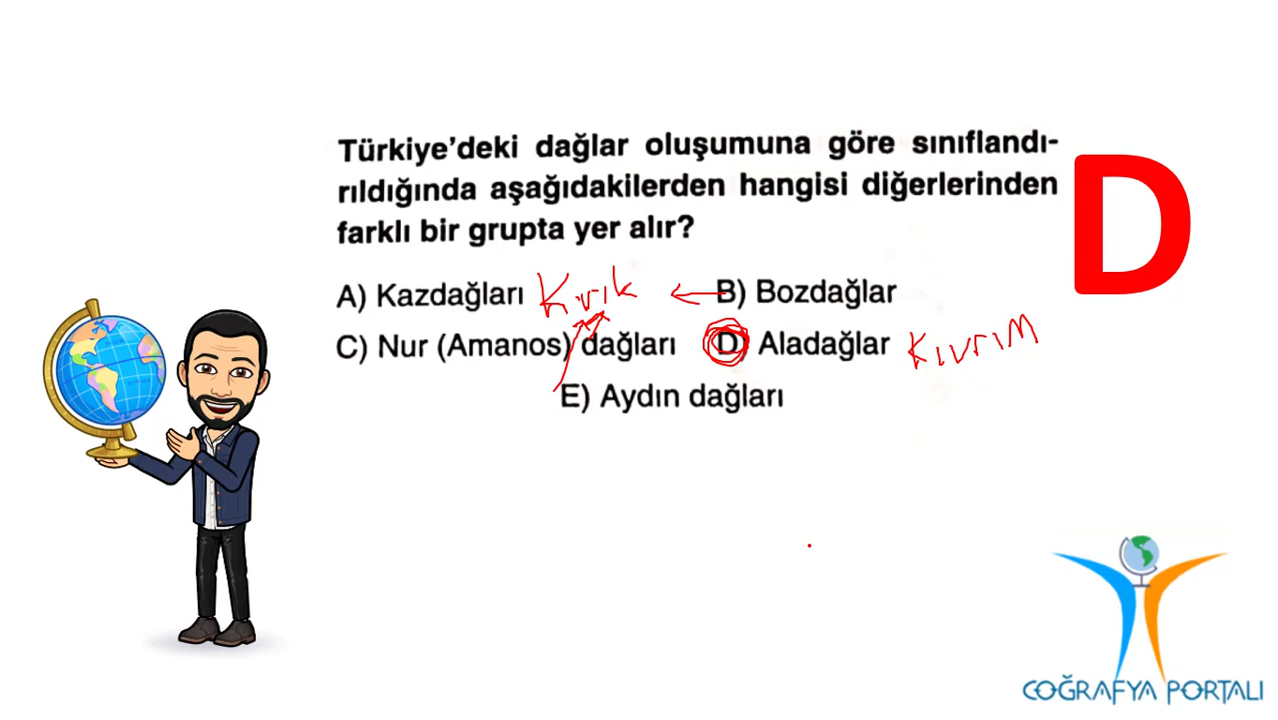 Türkiye'deki dağlar oluşumuna göre sınıflandı-
rıldığında aşağıdakilerden hangisi diğerlerinden
farklı bir grupta yer alır?
D
A) Kazdağları Kırık B) Bozdağlar
C) Nur (Amanos) dağları D) Aladağlar Kıvrım
E) Aydın dağları
COĞRAFYA PORTALI